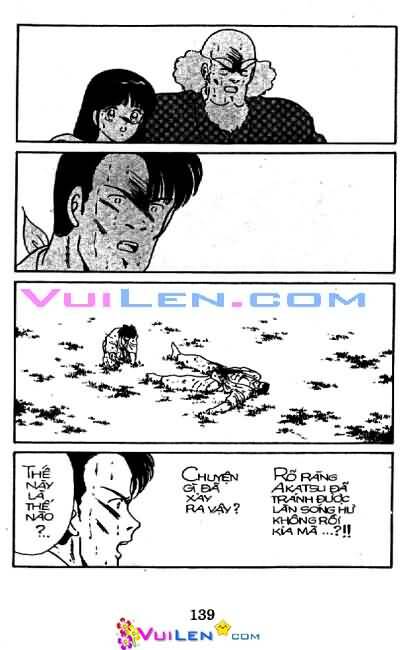 VuiLen.com
THẾ
NÀY
LÀ
THẾ
NÀO
?..
CHUYỆN
GÌ ĐÃ
XẢY
RA VẬY?
RÕ RÀNG
AKATSU ĐÃ
TRÁNH ĐƯỢC
LÀN SÓNG HƯ
KHÔNG RỒI
KIA MÀ ...?!!
139
VuiLen.com